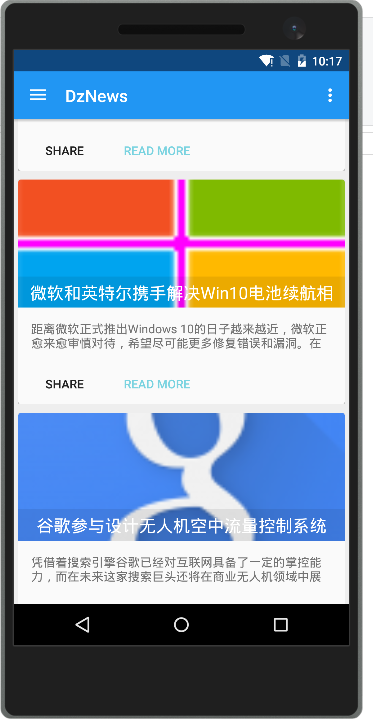 10:17
DzNews
SHARE READ MORE
微软和英特尔携手解决Win10电池续航相
距离微软正式推出Windows 10的日子越来越近，微软正
愈来愈审慎对待，希望尽可能更多修复错误和漏洞。在
SHARE READ MORE
谷歌参与设计无人机空中流量控制系统
凭借着搜索引擎谷歌已经对互联网具备了一定的掌控能
力，而在未来这家搜索巨头还将在商业无人机领域中展